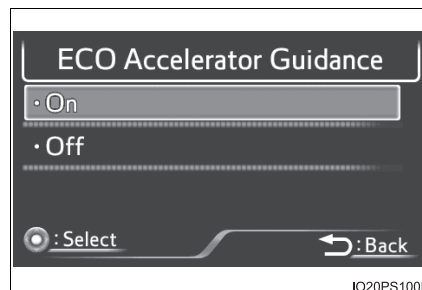 ECO Accelerator Guidance
·On
·Off
: Select
: Back
IO20PS100